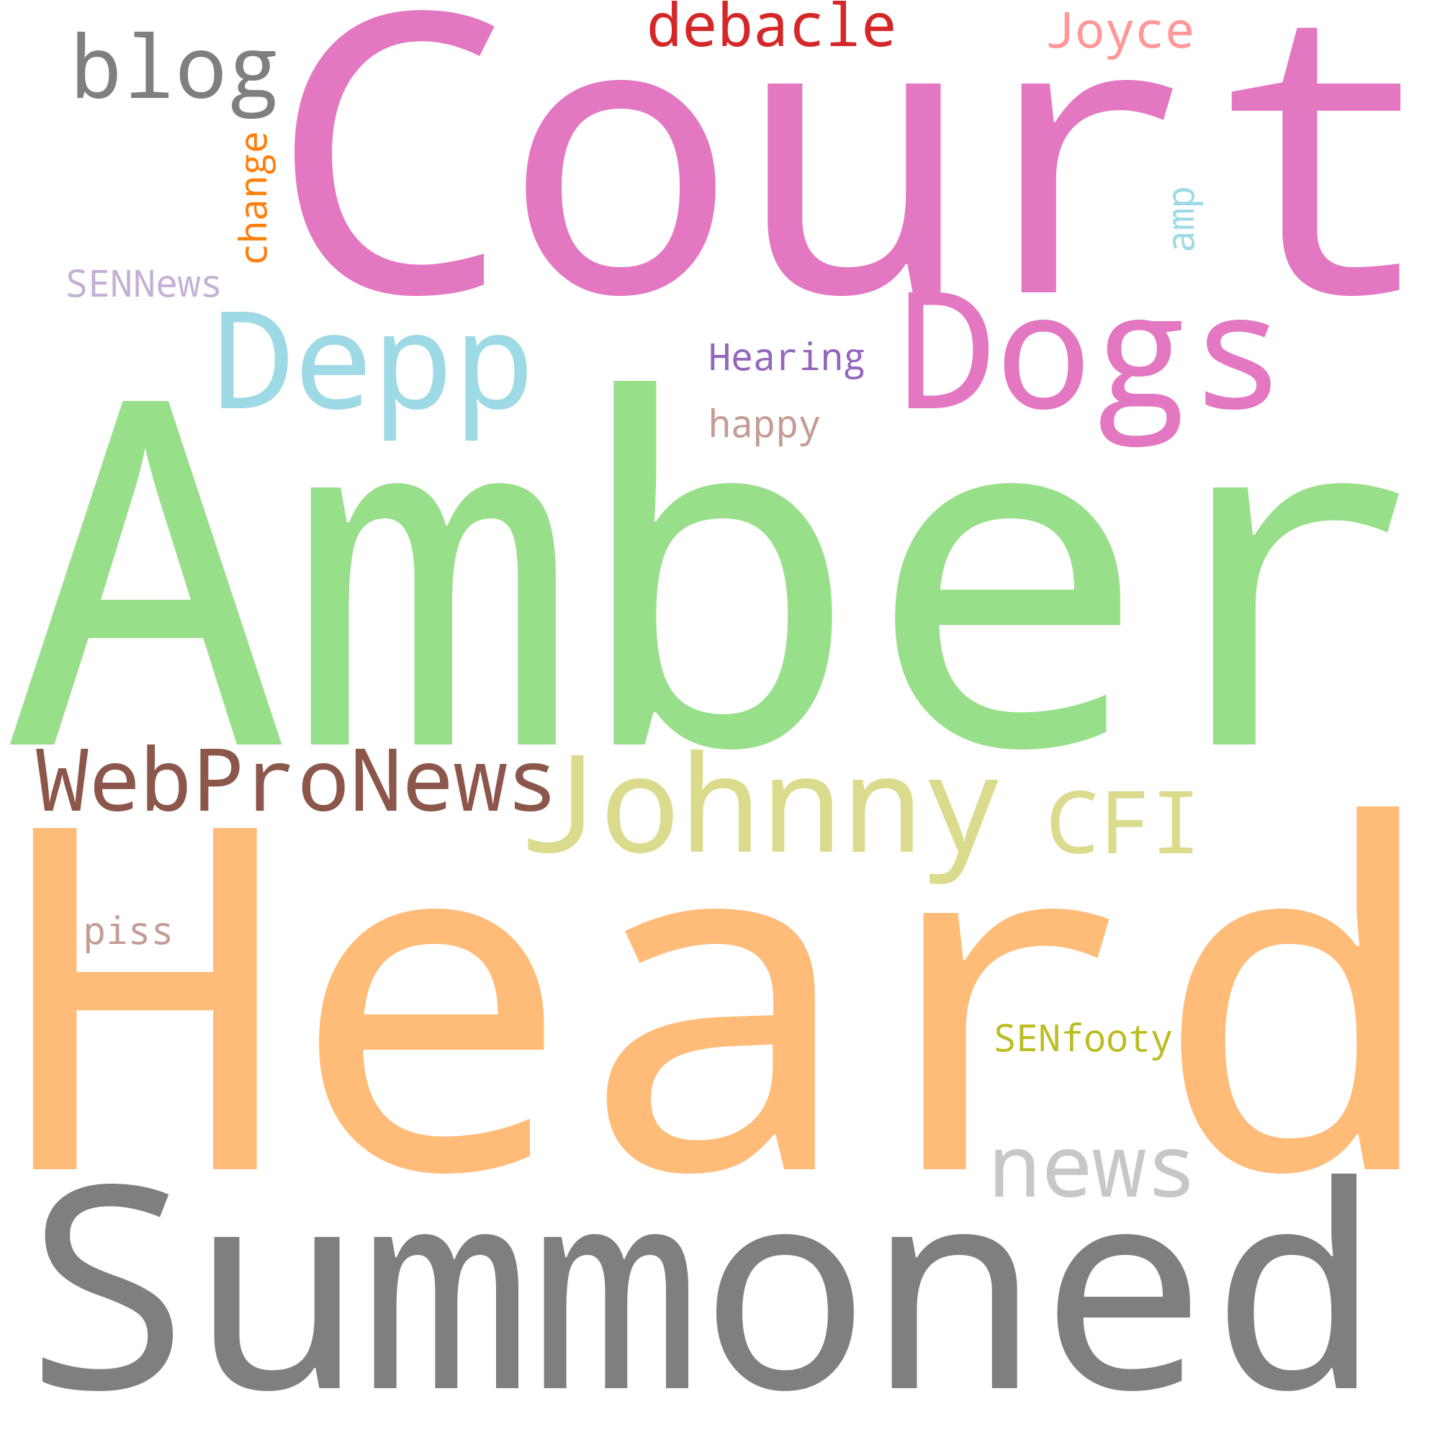 debacle
Joyce
blog
Court
change
amp
SENNews
Depp
Hearing
Dogs
happy
Amber
WebProNews
Johnny
CFI
Heard
piss
SENfooty
news
Summoned